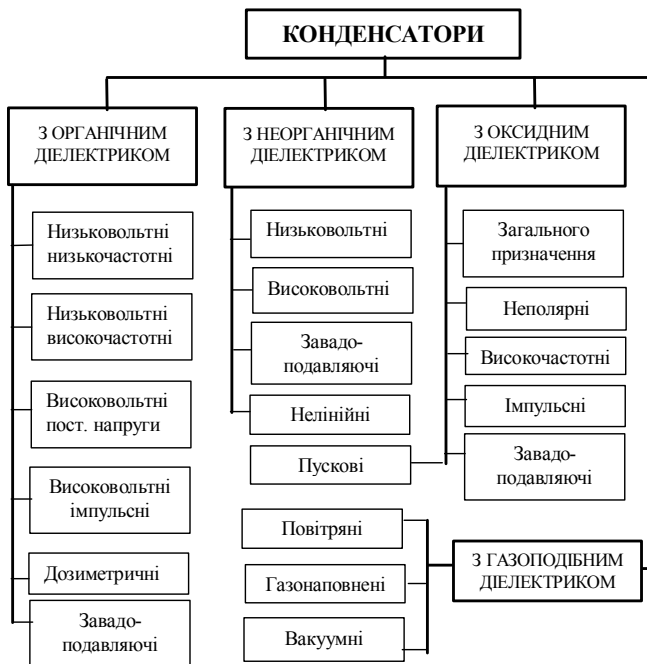 КОНДЕНСАТОРИ
З ОРГАНІЧНИМ
ДІЕЛЕКТРИКОМ
Низьковольтні
низькочастотні
Низьковольтні
високочастотні
Високовольтні
пост. напруги
Високовольтні
імпульсні
Дозиметричні
Завадо-
подавляючі
З НЕОРГАНІЧНИМ
ДІЕЛЕКТРИКОМ
Низьковольтні
Високовольтні
Завадо-
подавляючі
Нелінійні
З ОКСИДНИМ
ДІЕЛЕКТРИКОМ
Загального
призначення
Неполярні
Високочастотні
Імпульсні
Завадо-
подавляючі
Пускові
З ГАЗОПОДІБНИМ
ДІЕЛЕКТРИКОМ
Повітряні
Газонаповнені
Вакуумні